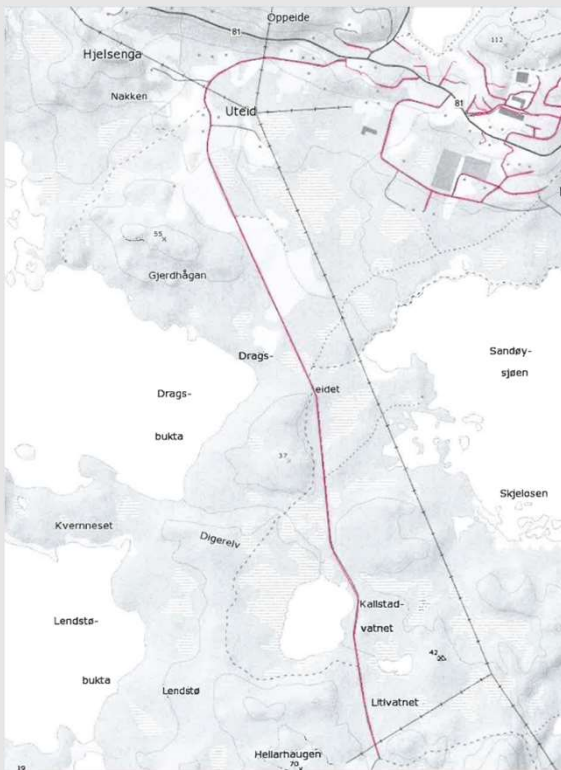 Oppeide
81
112
Hjelsenga
Nakken
Uteid
81
55
Gjerdhågan
Drags-
eidet
Sandøy-
sjøen
Drags-
bukta
37
Skjelosen
Kvernneset
Digerelv
Kallstad-
vatnet
Lendstø-
bukta
42
Lendstø
Litlvatnet
Hellarhaugen
70
19